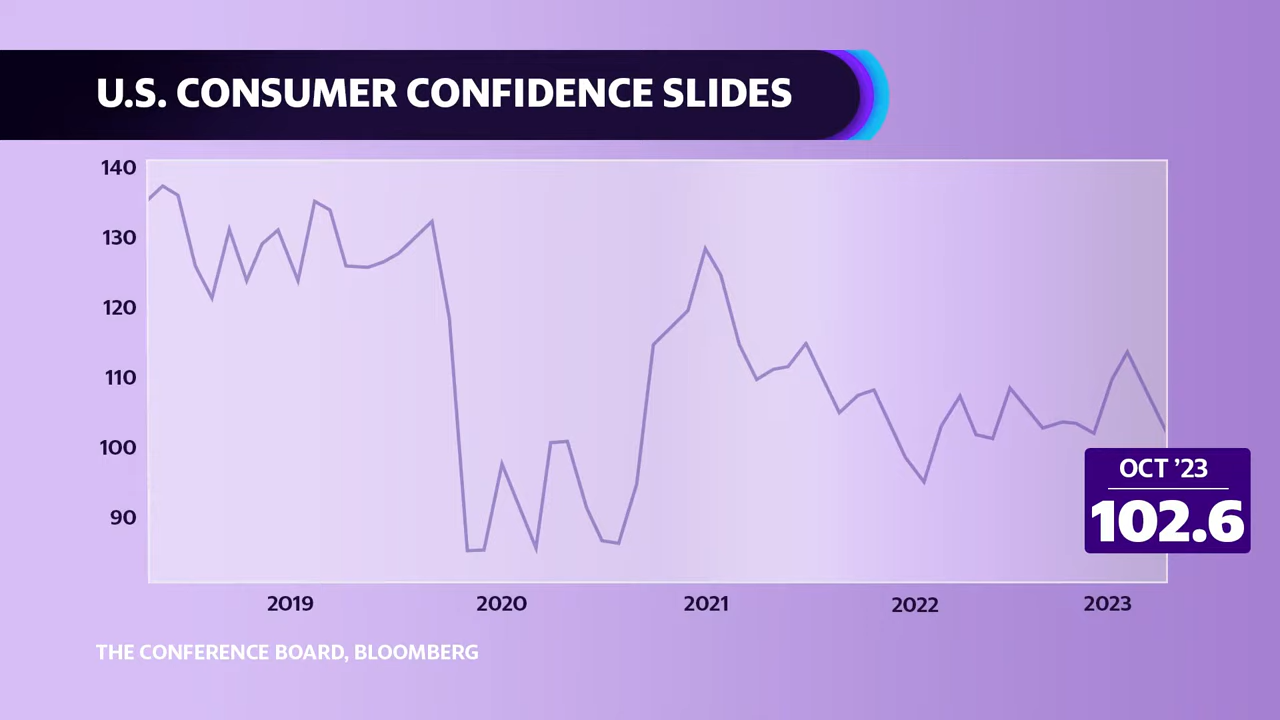 U.S. CONSUMER CONFIDENCE SLIDES
140
130
120
110
100
90
OCT ’23
102.6
2019 2020 2021 2022 2023
THE CONFERENCE BOARD, BLOOMBERG